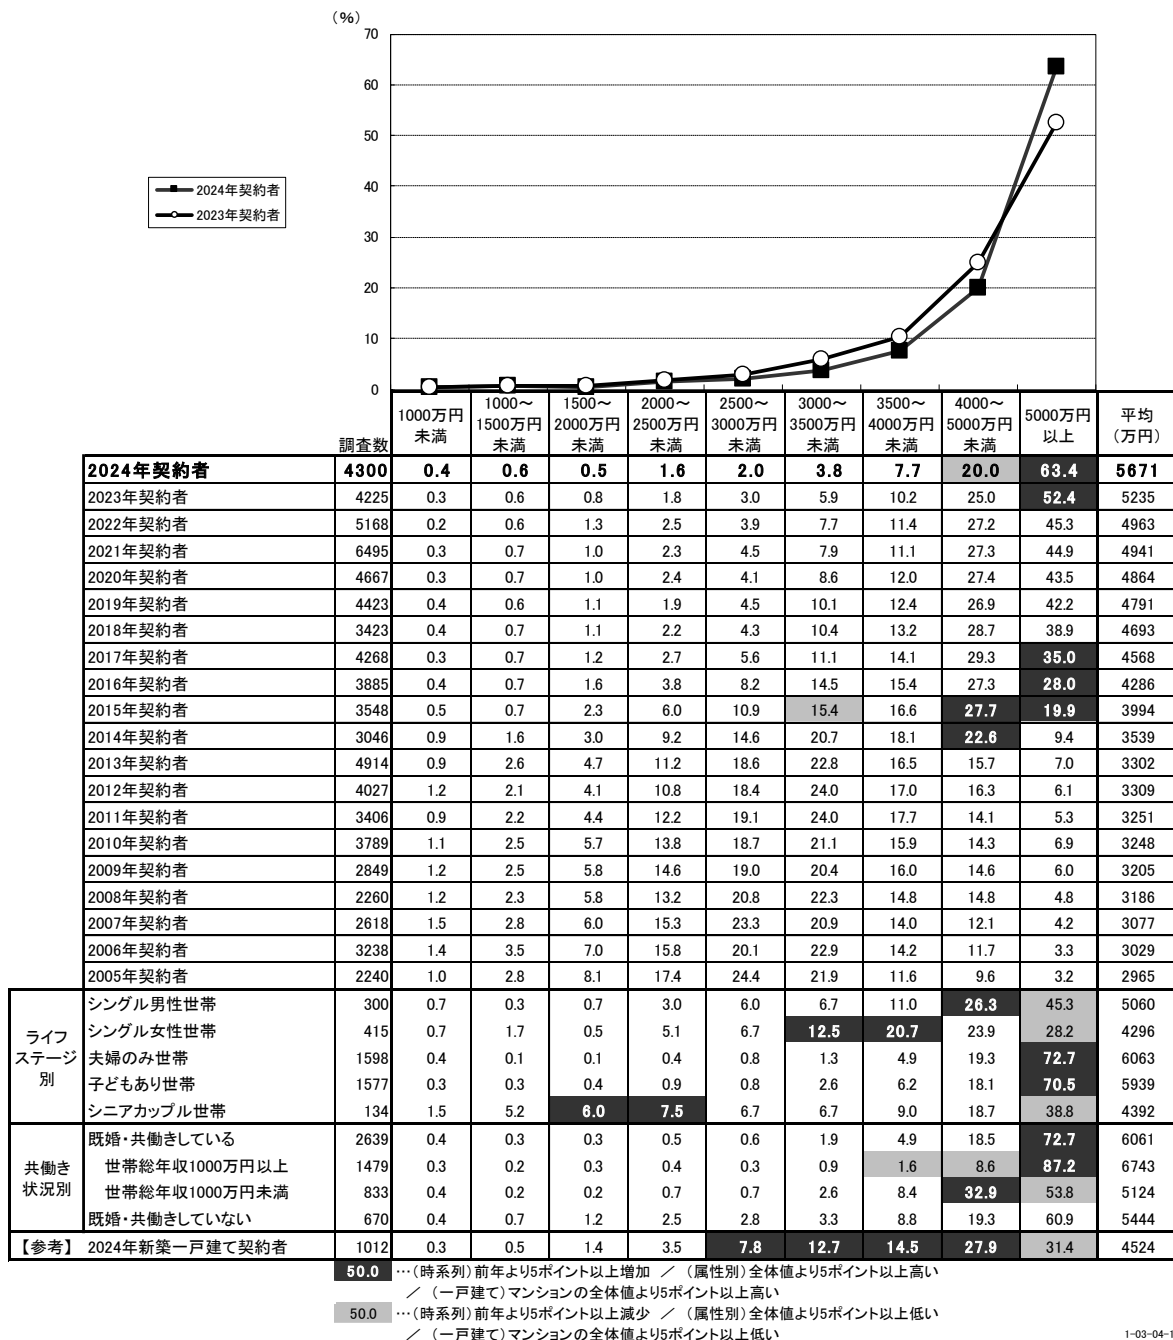 (%)
70
60
50
40
30
20
10
0
2024年契約者
2023年契約者
調査数 1000万円未満 1000～1500万円未満 1500～2000万円未満 2000～2500万円未満 2500～3000万円未満 3000～3500万円未満 3500～4000万円未満 4000～5000万円未満 5000万円以上 平均(万円)
2024年契約者 4300 0.4 0.6 0.5 1.6 2.0 3.8 7.7 20.0 63.4 5671
2023年契約者 4225 0.3 0.6 0.8 1.8 3.0 5.9 10.2 25.0 52.4 5235
2022年契約者 5168 0.2 0.6 1.3 2.5 3.9 7.7 11.4 27.2 45.3 4963
2021年契約者 6495 0.3 0.7 1.0 2.3 4.5 7.9 11.1 27.3 44.9 4941
2020年契約者 4667 0.3 0.7 1.0 2.4 4.1 8.6 12.0 27.4 43.5 4864
2019年契約者 4423 0.4 0.6 1.1 1.9 4.5 10.1 12.4 26.9 42.2 4791
2018年契約者 3423 0.4 0.7 1.1 2.2 4.3 10.4 13.2 28.7 38.9 4693
2017年契約者 4268 0.3 0.7 1.2 2.7 5.6 11.1 14.1 29.3 35.0 4568
2016年契約者 3885 0.4 0.7 1.6 3.8 8.2 14.5 15.4 27.3 28.0 4286
2015年契約者 3548 0.5 0.7 2.3 6.0 10.9 15.4 16.6 27.7 19.9 3994
2014年契約者 3046 0.9 1.6 3.0 9.2 14.6 20.7 18.1 22.6 9.4 3539
2013年契約者 4914 0.9 2.6 4.7 11.2 18.6 22.8 16.5 15.7 7.0 3302
2012年契約者 4027 1.2 2.1 4.1 10.8 18.4 24.0 17.0 16.3 6.1 3309
2011年契約者 3406 0.9 2.2 4.4 12.2 19.1 24.0 17.7 14.1 5.3 3251
2010年契約者 3789 1.1 2.5 5.7 13.8 18.7 21.1 15.9 14.3 6.9 3248
2009年契約者 2849 1.2 2.5 5.8 14.6 19.0 20.4 16.0 14.6 6.0 3205
2008年契約者 2260 1.2 2.3 5.8 13.2 20.8 22.3 14.8 14.8 4.8 3186
2007年契約者 2618 1.5 2.8 6.0 15.3 23.3 20.9 14.0 12.1 4.2 3077
2006年契約者 3238 1.4 3.5 7.0 15.8 20.1 22.9 14.2 11.7 3.3 3029
2005年契約者 2240 1.0 2.8 8.1 17.4 24.4 21.9 11.6 9.6 3.2 2965
ライフステージ別
シングル男性世帯 300 0.7 0.3 0.7 3.0 6.0 6.7 11.0 26.3 45.3 5060
シングル女性世帯 415 0.7 1.7 0.5 5.1 6.7 12.5 20.7 23.9 28.2 4296
夫婦のみ世帯 1598 0.4 0.1 0.1 0.4 0.8 1.3 4.9 19.3 72.7 6063
子どもあり世帯 1577 0.3 0.3 0.4 0.9 0.8 2.6 6.2 18.1 70.5 5939
シニアカップル世帯 134 1.5 5.2 6.0 7.5 6.7 6.7 9.0 18.7 38.8 4392
共働き状況別
既婚・共働きしている 2639 0.4 0.3 0.3 0.5 0.6 1.9 4.9 18.5 72.7 6061
世帯総年収1000万円以上 1479 0.3 0.2 0.3 0.4 0.3 0.9 1.6 8.6 87.2 6743
世帯総年収1000万円未満 833 0.4 0.2 0.2 0.7 0.7 2.6 8.4 32.9 53.8 5124
既婚・共働きしていない 670 0.4 0.7 1.2 2.5 2.8 3.3 8.8 19.3 60.9 5444
【参考】 2024年新築一戸建て契約者 1012 0.3 0.5 1.4 3.5 7.8 12.7 14.5 27.9 31.4 4524
50.0 …(時系列)前年より5ポイント以上増加 ／ (属性別)全体値より5ポイント以上高い
／ (一戸建て)マンションの全体値より5ポイント以上高い
50.0 …(時系列)前年より5ポイント以上減少 ／ (属性別)全体値より5ポイント以上低い
／ (一戸建て)マンションの全体値より5ポイント以上低い
1-03-04-1